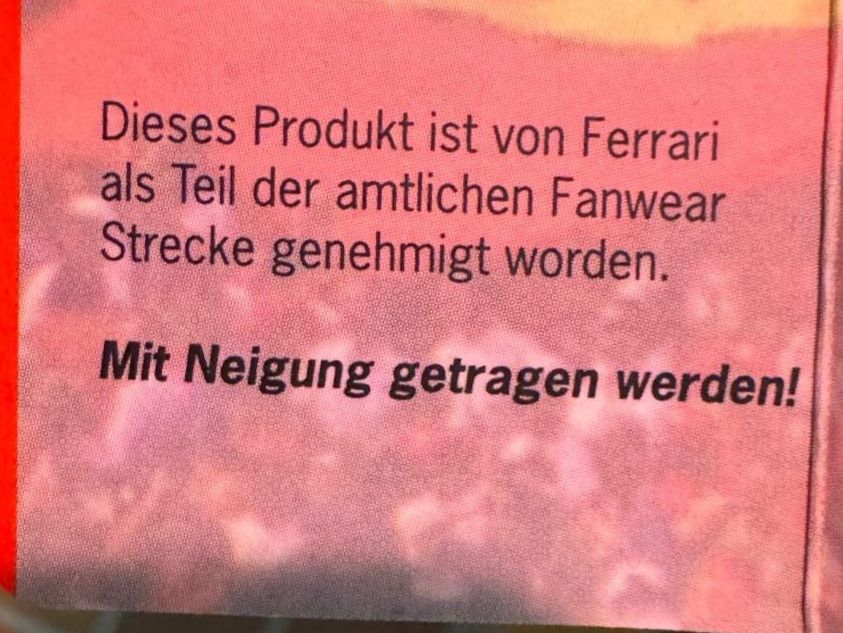 Dieses Produkt ist von Ferrari
als Teil der amtlichen Fanwear
Strecke genehmigt worden.
Mit Neigung getragen werden!